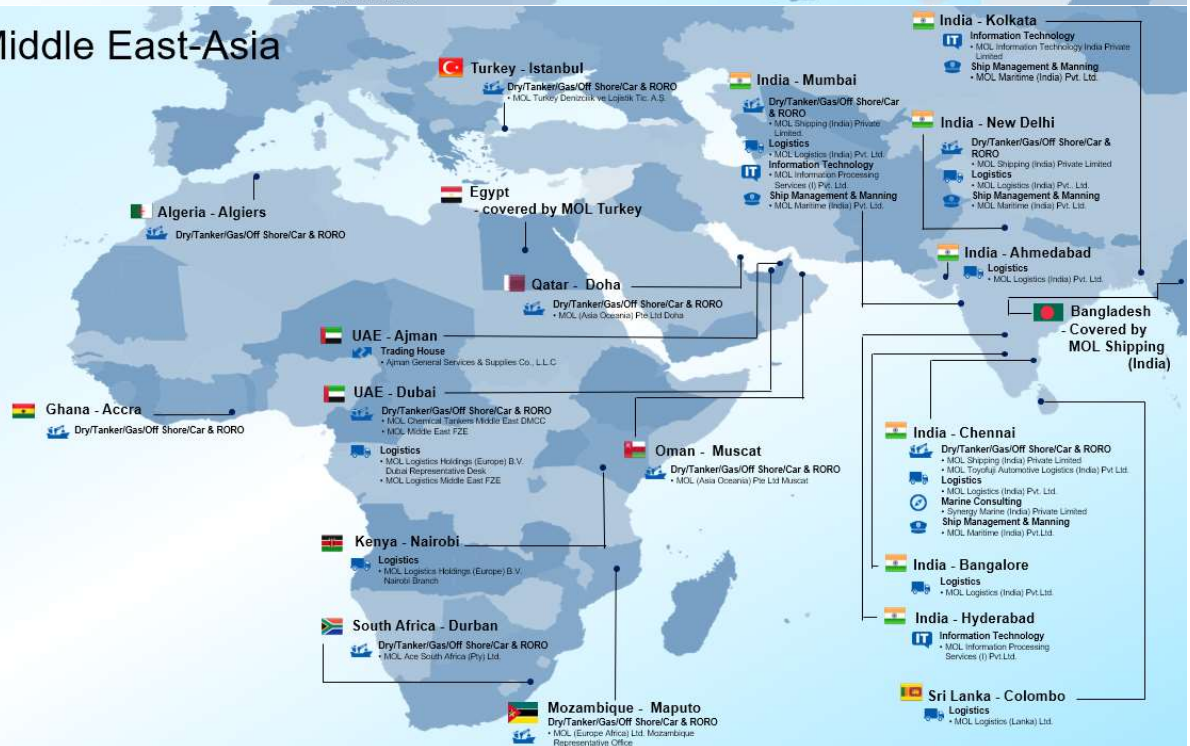 Middle East-Asia
Turkey - Istanbul
Dry/Tanker/Gas/Off Shore/Car & RORO
• MOL Turkey Denizcilik ve Lojistik Tic. A.Ş.
Algeria - Algiers
Dry/Tanker/Gas/Off Shore/Car & RORO
Egypt
- covered by MOL Turkey
Qatar - Doha
Dry/Tanker/Gas/Off Shore/Car & RORO
• MOL (Asia Oceania) Pte Ltd Doha
UAE - Ajman
Trading House
• Ajman General Services & Supplies Co., L.L.C
UAE - Dubai
Dry/Tanker/Gas/Off Shore/Car & RORO
• MOL Chemical Tankers Middle East DMCC
• MOL Middle East FZE
Logistics
• MOL Logistics Holdings (Europe) B.V.
Dubai Representative Desk
• MOL Logistics Middle East FZE
Ghana - Accra
Dry/Tanker/Gas/Off Shore/Car & RORO
Oman - Muscat
Dry/Tanker/Gas/Off Shore/Car & RORO
• MOL (Asia Oceania) Pte Ltd Muscat
Kenya - Nairobi
Logistics
• MOL Logistics Holdings (Europe) B.V.
Nairobi Branch
South Africa - Durban
Dry/Tanker/Gas/Off Shore/Car & RORO
• MOL Ace South Africa (Pty) Ltd.
Mozambique - Maputo
Dry/Tanker/Gas/Off Shore/Car & RORO
• MOL (Europe Africa) Ltd. Mozambique
Representative Office
India - Mumbai
Dry/Tanker/Gas/Off Shore/Car
& RORO
• MOL Shipping (India) Private
Limited.
Logistics
• MOL Logistics (India) Pvt. Ltd.
Information Technology
IT
• MOL Information Processing
Services (I) Pvt. Ltd.
Ship Management & Manning
• MOL Maritime (India) Pvt. Ltd.
India - Kolkata
Information Technology
IT
• MOL Information Technology India Private
Limited
Ship Management & Manning
• MOL Maritime (India) Pvt. Ltd.
India - New Delhi
Dry/Tanker/Gas/Off Shore/Car &
RORO
• MOL Shipping (India) Private Limited
Logistics
• MOL Logistics (India) Pvt.. Ltd.
Ship Management & Manning
• MOL Maritime (India) Pvt. Ltd.
India - Ahmedabad
Logistics
• MOL Logistics (India) Pvt. Ltd.
Bangladesh
- Covered by
MOL Shipping
(India)
India - Chennai
Dry/Tanker/Gas/Off Shore/Car & RORO
• MOL Shipping (India) Private Limited
• MOL Toyofuji Automotive Logistics (India) Pvt Ltd.
Logistics
• MOL Logistics (India) Pvt. Ltd.
Marine Consulting
• Synergy Marine (India) Private Limited
Ship Management & Manning
• MOL Maritime (India) Pvt.Ltd.
India - Bangalore
Logistics
• MOL Logistics (India) Pvt.Ltd.
India - Hyderabad
Information Technology
IT
• MOL Information Processing
Services (I) Pvt.Ltd.
Sri Lanka - Colombo
Logistics
• MOL Logistics (Lanka) Ltd.